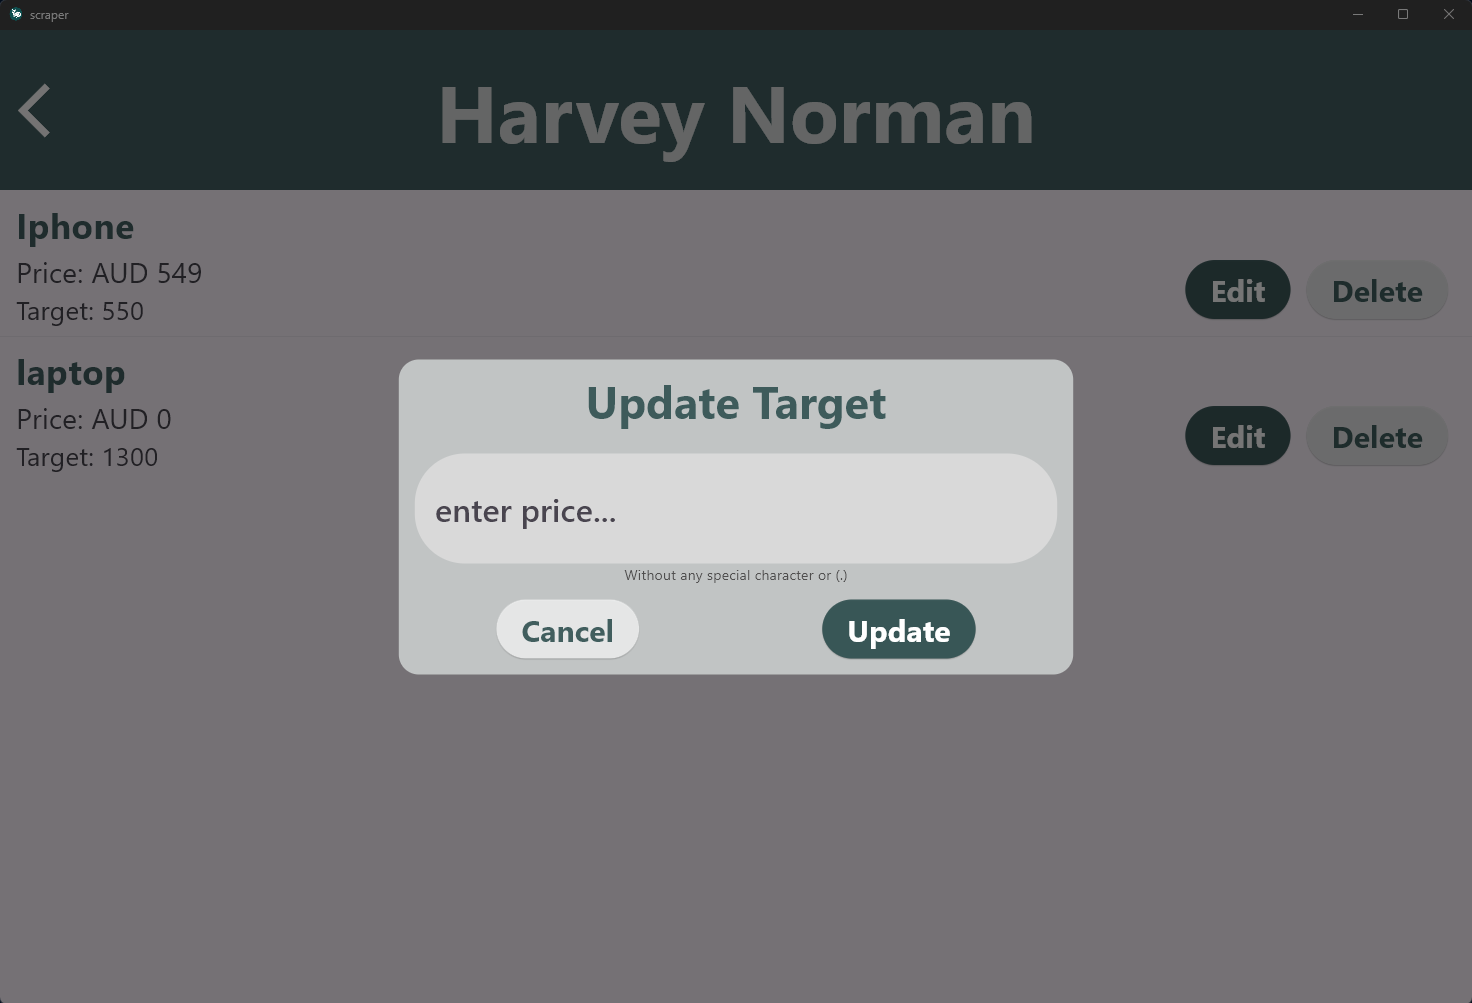 scraper
Harvey Norman
Iphone
Price: AUD 549
Target: 550
Edit
Delete
laptop
Price: AUD 0
Target: 1300
Edit
Delete
Update Target
enter price...
Without any special character or (.)
Cancel
Update